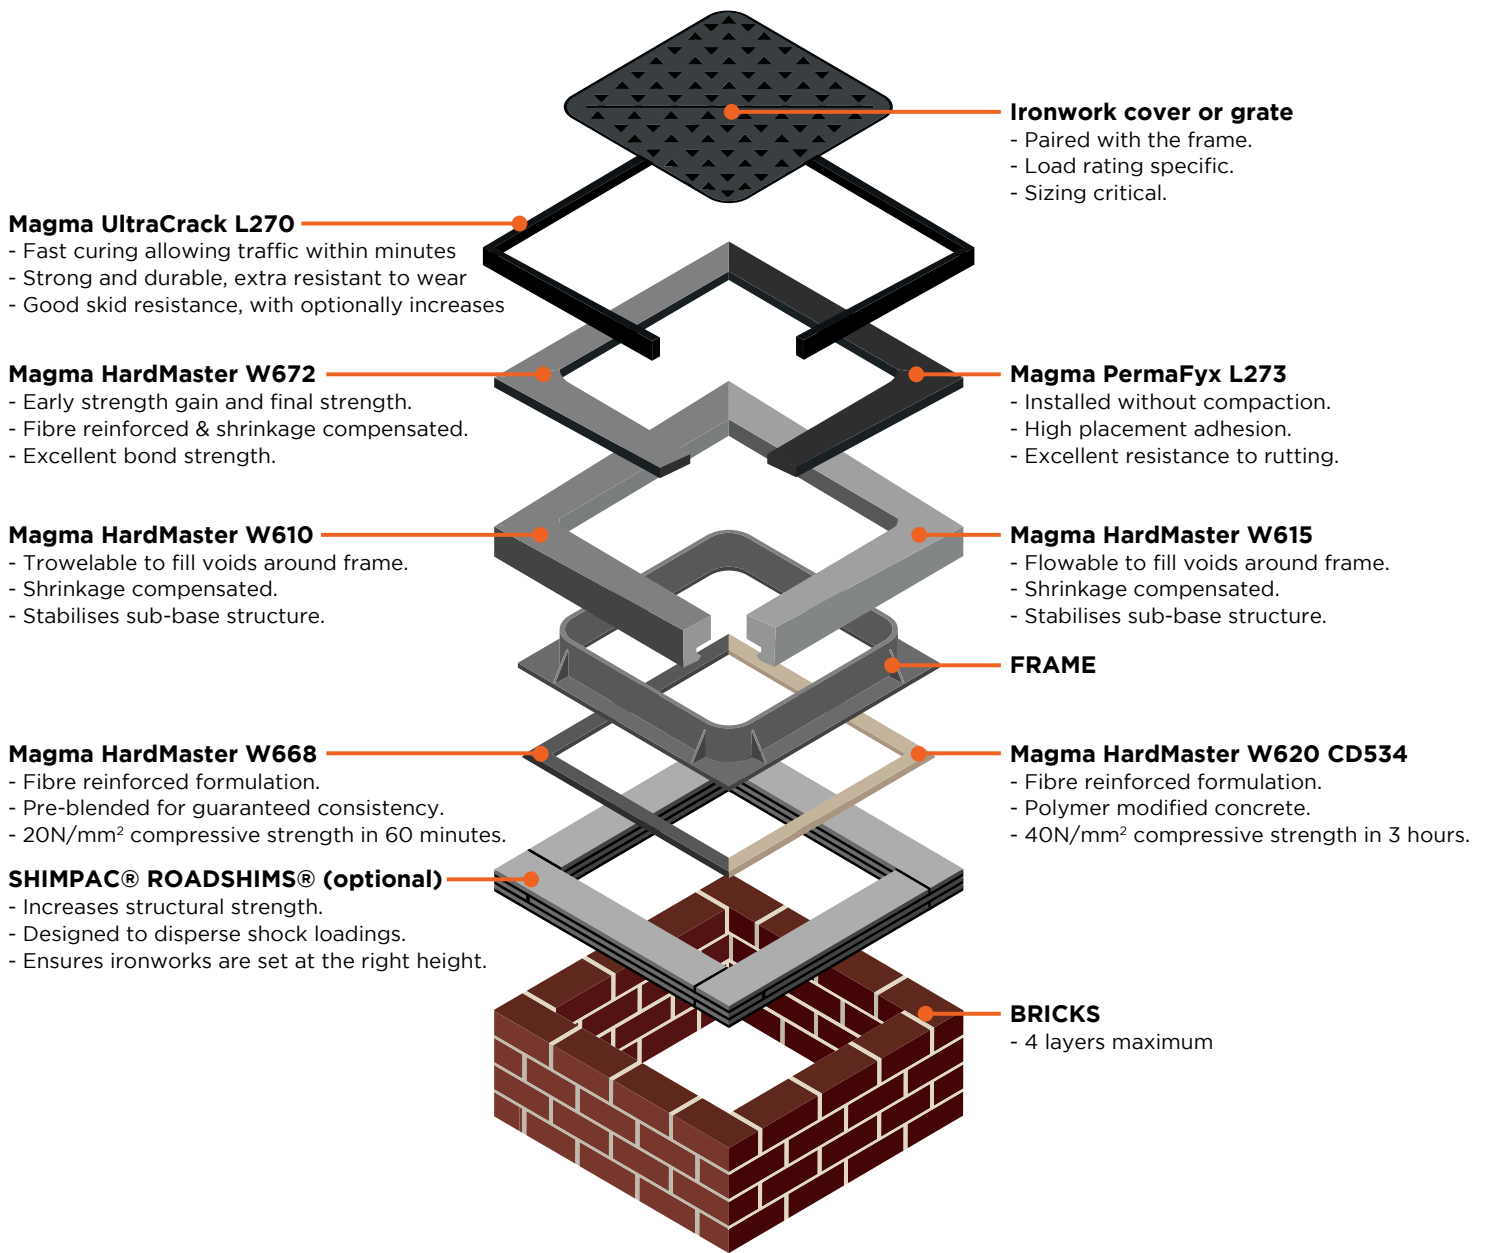 Ironwork cover or grate
- Paired with the frame.
- Load rating specific.
- Sizing critical.
Magma UltraCrack L270
- Fast curing allowing traffic within minutes
- Strong and durable, extra resistant to wear
- Good skid resistance, with optionally increases
Magma HardMaster W672
- Early strength gain and final strength.
- Fibre reinforced & shrinkage compensated.
- Excellent bond strength.
Magma PermaFyx L273
- Installed without compaction.
- High placement adhesion.
- Excellent resistance to rutting.
Magma HardMaster W610
- Trowelable to fill voids around frame.
- Shrinkage compensated.
- Stabilises sub-base structure.
Magma HardMaster W615
- Flowable to fill voids around frame.
- Shrinkage compensated.
- Stabilises sub-base structure.
FRAME
Magma HardMaster W668
- Fibre reinforced formulation.
- Pre-blended for guaranteed consistency.
- 20N/mm² compressive strength in 60 minutes.
Magma HardMaster W620 CD534
- Fibre reinforced formulation.
- Polymer modified concrete.
- 40N/mm² compressive strength in 3 hours.
SHIMPAC® ROADSHIMS® (optional)
- Increases structural strength.
- Designed to disperse shock loadings.
- Ensures ironworks are set at the right height.
BRICKS
- 4 layers maximum